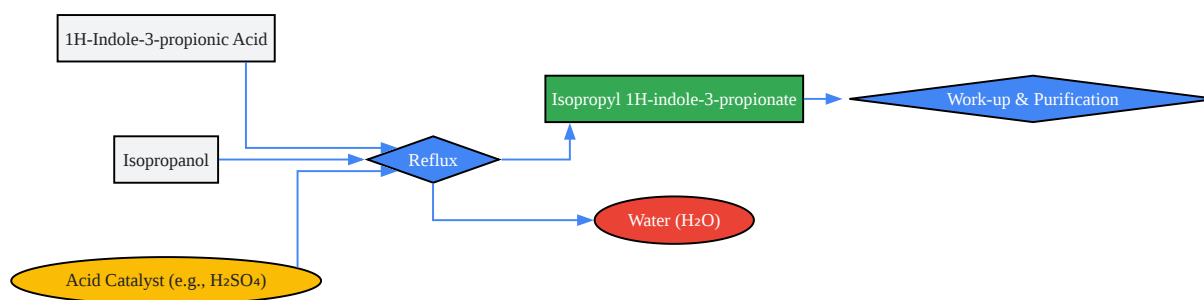 1H-Indole-3-propionic Acid
Isopropyl 1H-indole-3-propionate
Work-up & Purification
Isopropanol
Reflux
Water (H₂O)
Acid Catalyst (e.g., H₂SO₄)